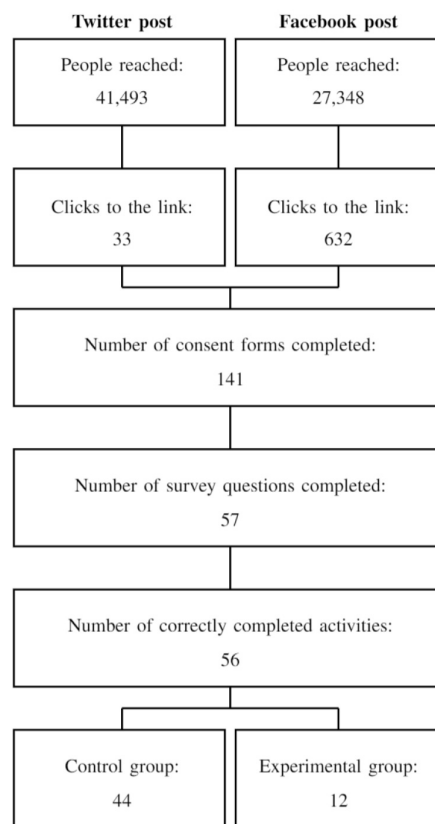 Twitter post
Facebook post
People reached:
41,493
People reached:
27,348
Clicks to the link:
33
Clicks to the link:
632
Number of consent forms completed:
141
Number of survey questions completed:
57
Number of correctly completed activities:
56
Control group:
44
Experimental group:
12